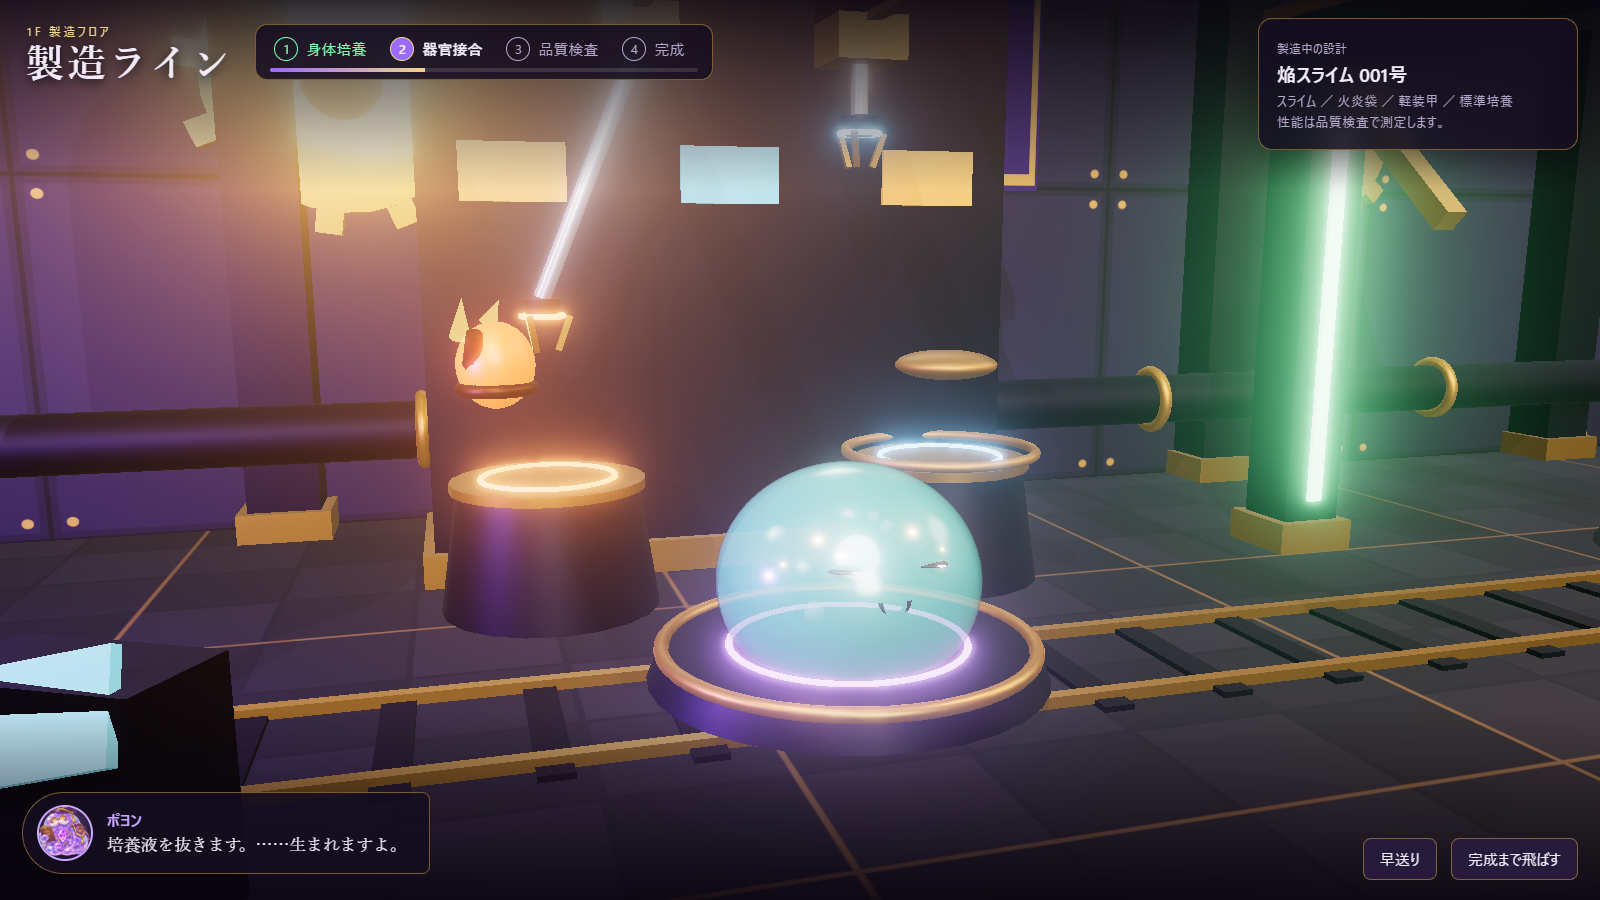 1F 製造フロア
製造ライン
1 身体培養 2 器官接合 3 品質検査 4 完成
製造中の設計
焔スライム 001号
スライム ／ 火炎袋 ／ 軽装甲 ／ 標準培養
性能は品質検査で測定します。
ポヨン
培養液を抜きます。……生まれますよ。
早送り
完成まで飛ばす